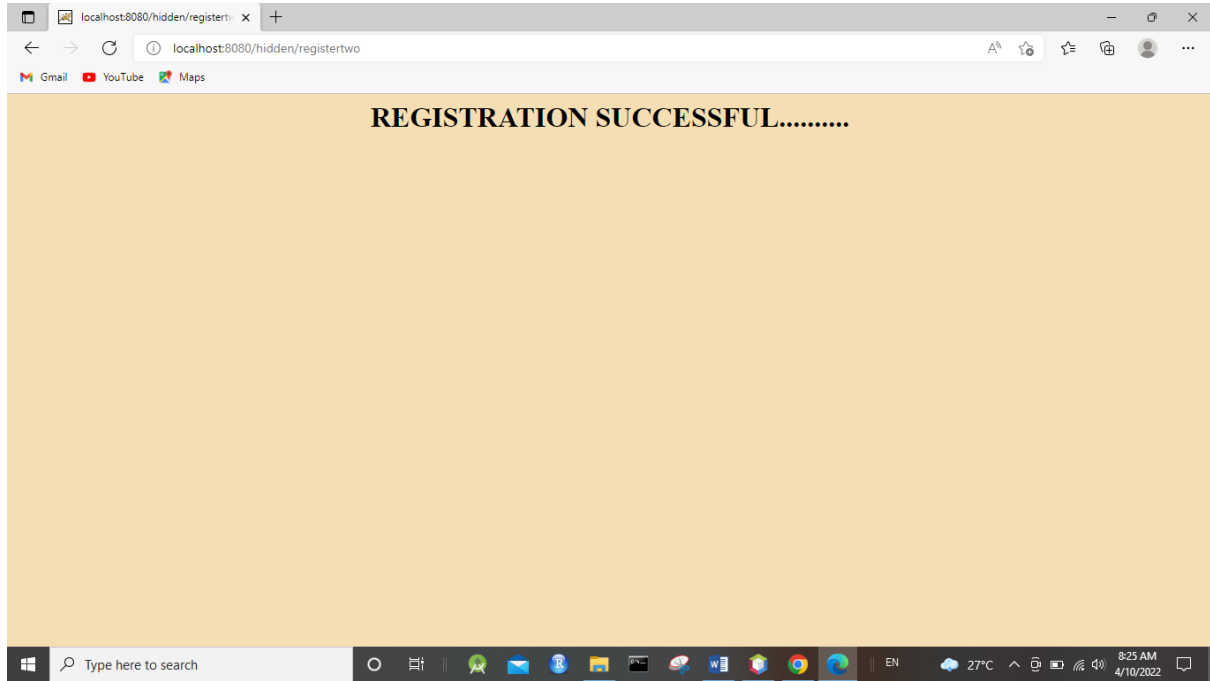 localhost:8080/hidden/registertw
localhost:8080/hidden/registertwo
Gmail YouTube Maps
REGISTRATION SUCCESSFUL..........
Type here to search
R
W
EN
27°C
8:25 AM
4/10/2022